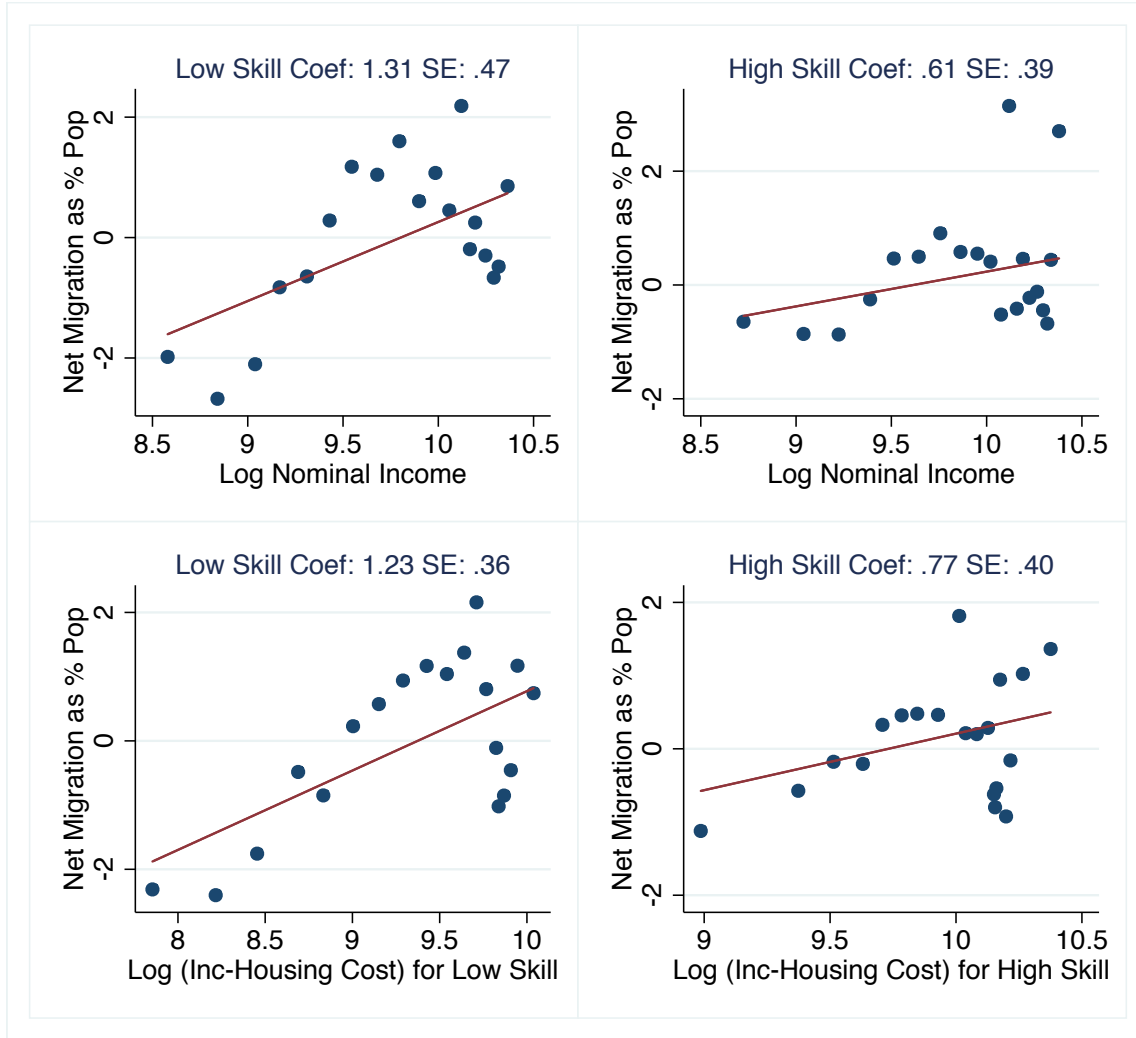 Low Skill Coef: 1.31 SE: .47
Net Migration as % Pop
2
0
-2
8.5 9 9.5 10 10.5
Log Nominal Income
High Skill Coef: .61 SE: .39
Net Migration as % Pop
2
0
-2
8.5 9 9.5 10 10.5
Log Nominal Income
Low Skill Coef: 1.23 SE: .36
Net Migration as % Pop
2
0
-2
8 8.5 9 9.5 10
Log (Inc-Housing Cost) for Low Skill
High Skill Coef: .77 SE: .40
Net Migration as % Pop
2
0
-2
9 9.5 10 10.5
Log (Inc-Housing Cost) for High Skill